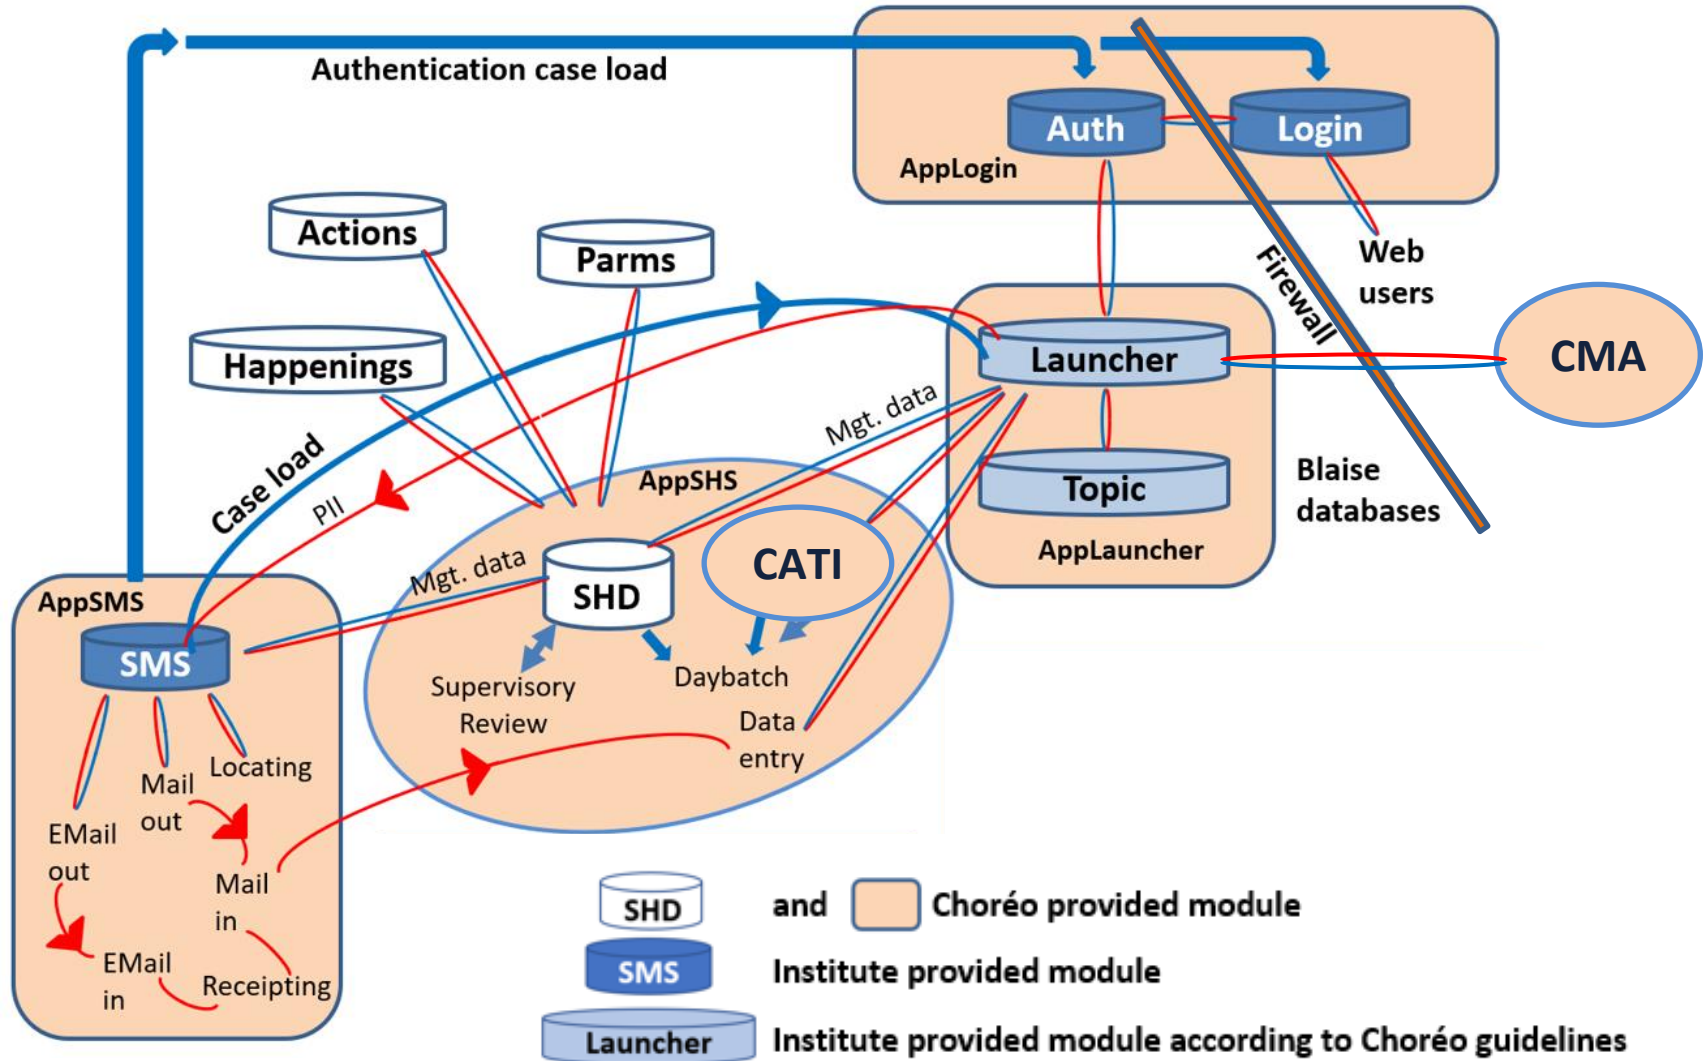 Authentication case load
Auth
Login
AppLogin
Actions
Parms
Web
users
Firewall
Happenings
Launcher
CMA
Mgt. data
Case load
PII
AppSHS
Topic
Blaise
databases
AppLauncher
CATI
Mgt. data
SHD
AppSMS
SMS
Supervisory
Review
Daybatch
Data
entry
Locating
Mail
out
EMail
out
Mail
in
EMail
in
Receipting
SHD
and
Choréo provided module
SMS
Institute provided module
Launcher
Institute provided module according to Choréo guidelines